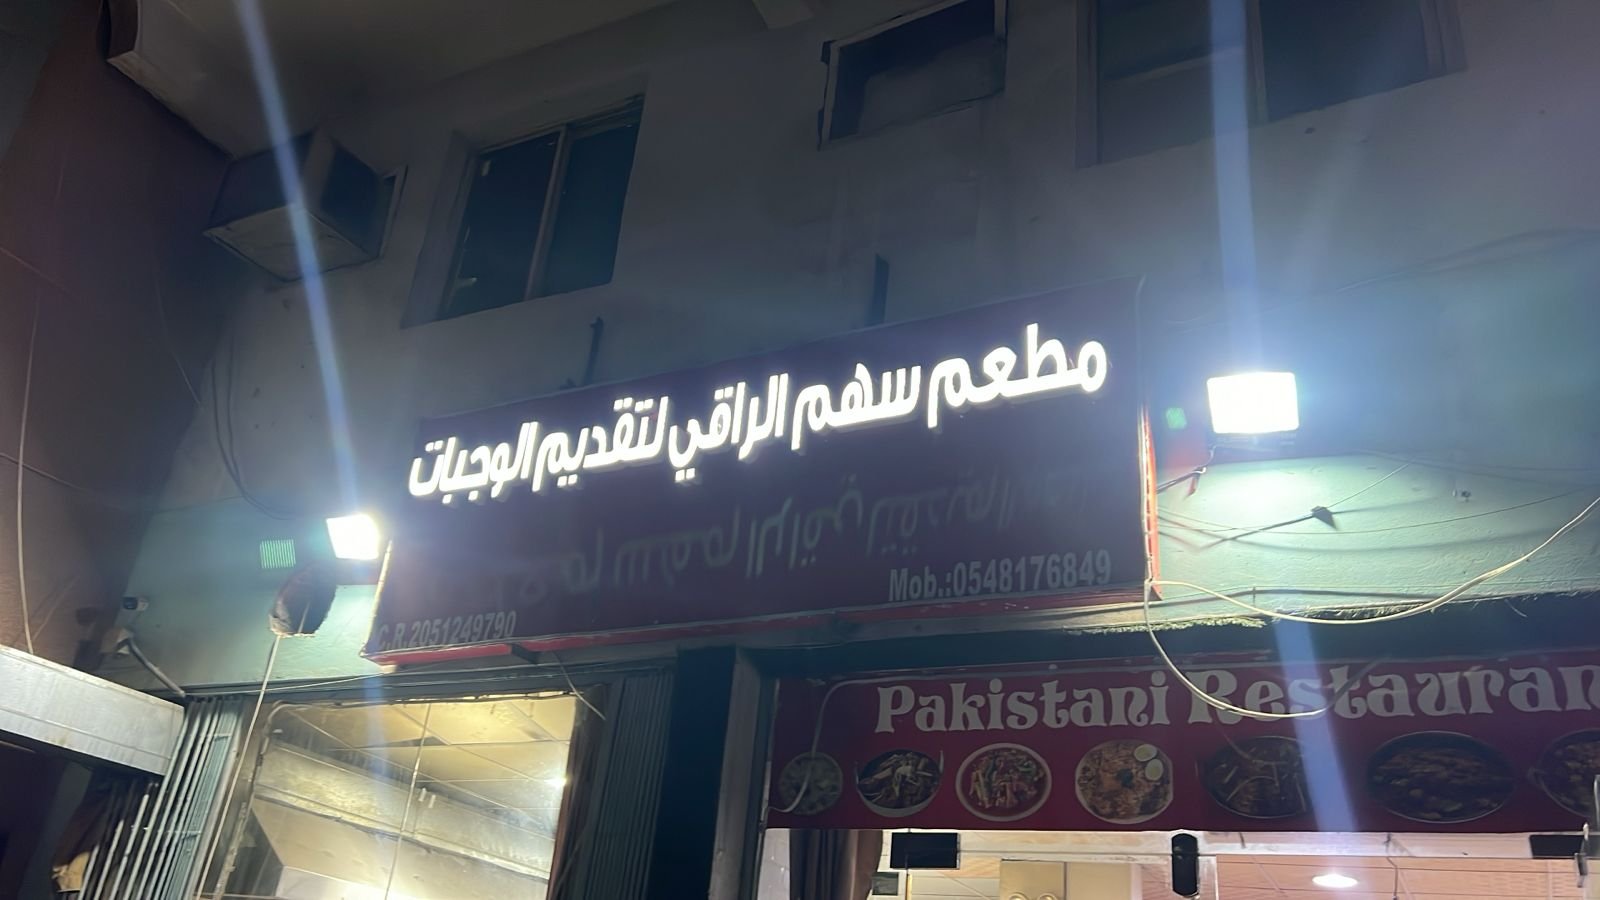 مطعم سهم الراقي لتقديم الوجبات
Mob.:0548176849
C.R.2051249790
Pakistani Restauran